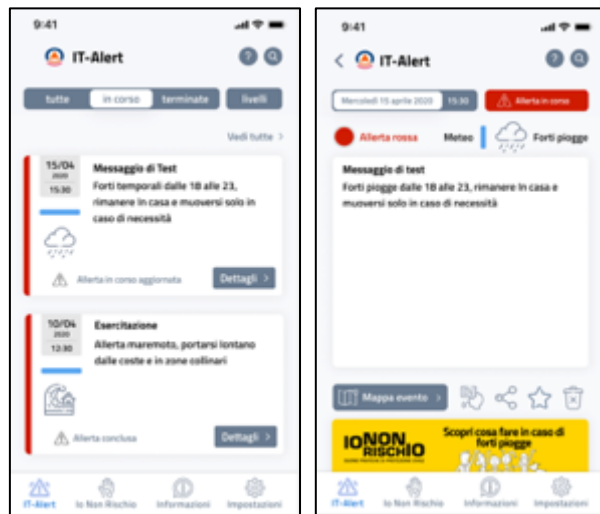 9:41
IT-Alert
tutte in corso terminate livelli
Vedi tutte >
15/04
2020
15:30
Messaggio di Test
Forti temporali dalle 18 alle 23,
rimanere In casa e muoversi solo in
caso di necessità
Allerta in corso aggiornata
Dettagli >
10/04
2020
12:30
Esercitazione
Allerta maremoto, portarsi lontano
dalle coste e in zone collinari
Allerta conclusa
Dettagli >
IT-Alert Io Non Rischio Informazioni Impostazioni
9:41
< IT-Alert
Mercoledì 15 aprile 2020 15:30 Allerta in corso
Allerta rossa Meteo Forti piogge
Messaggio di test
Forti piogge dalle 18 alle 23, rimanere In casa e
muoversi solo in caso di necessità
Mappa evento >
IO NON RISCHIO
Scopri cosa fare in caso di
forti piogge
IT-Alert Io Non Rischio Informazioni Impostazioni